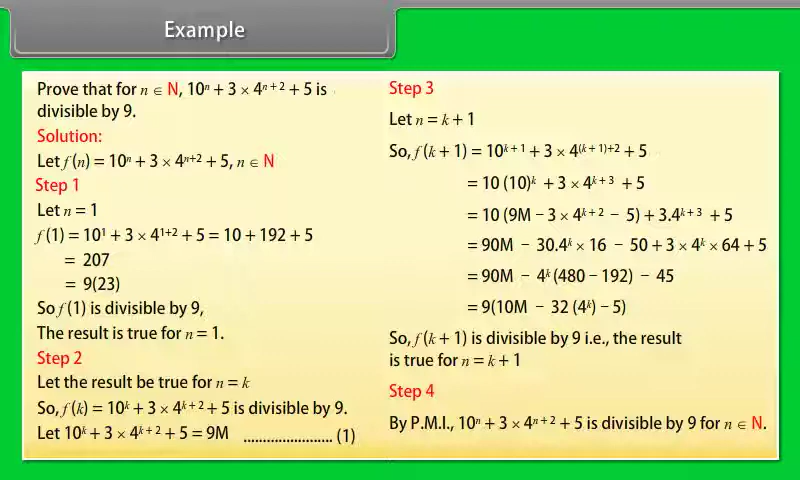 Example
Prove that for n ∈ N, 10ⁿ + 3 × 4ⁿ⁺² + 5 is
divisible by 9.
Solution:
Let f (n) = 10ⁿ + 3 × 4ⁿ⁺² + 5, n ∈ N
Step 1
Let n = 1
f (1) = 10¹ + 3 × 4¹⁺² + 5 = 10 + 192 + 5
= 207
= 9(23)
So f (1) is divisible by 9,
The result is true for n = 1.
Step 2
Let the result be true for n = k
So, f (k) = 10ᵏ + 3 × 4ᵏ⁺² + 5 is divisible by 9.
Let 10ᵏ + 3 × 4ᵏ⁺² + 5 = 9M ....................... (1)
Step 3
Let n = k + 1
So, f (k + 1) = 10ᵏ⁺¹ + 3 × 4⁽ᵏ⁺¹⁾⁺² + 5
= 10 (10)ᵏ + 3 × 4ᵏ⁺³ + 5
= 10 (9M − 3 × 4ᵏ⁺² − 5) + 3.4ᵏ⁺³ + 5
= 90M − 30.4ᵏ × 16 − 50 + 3 × 4ᵏ × 64 + 5
= 90M − 4ᵏ (480 − 192) − 45
= 9(10M − 32 (4ᵏ) − 5)
So, f (k + 1) is divisible by 9 i.e., the result
is true for n = k + 1
Step 4
By P.M.I., 10ⁿ + 3 × 4ⁿ⁺² + 5 is divisible by 9 for n ∈ N.